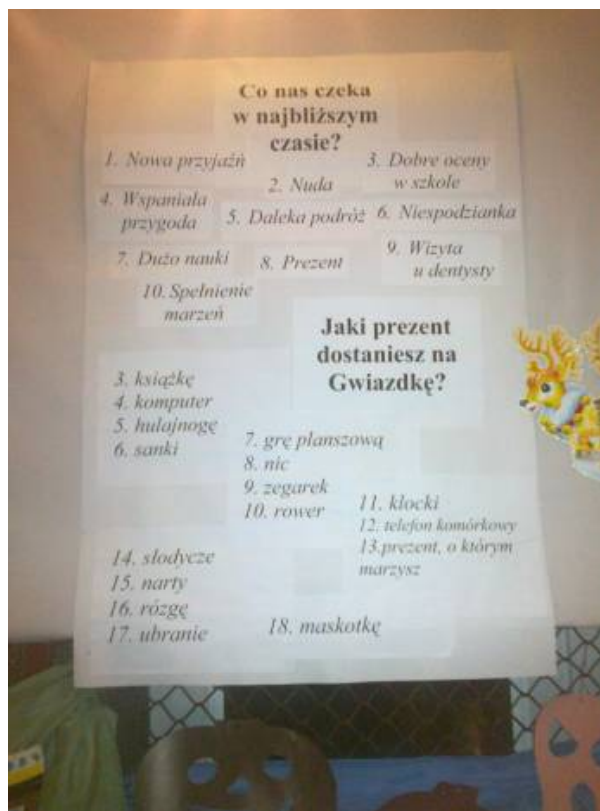 Co nas czeka
w najbliższym
czasie?
1. Nowa przyjaźń
2. Nuda
3. Dobre oceny
w szkole
4. Wspaniała
przygoda
5. Daleka podróż
6. Niespodzianka
7. Dużo nauki
8. Prezent
9. Wizyta
u dentysty
10. Spełnienie
marzeń
Jaki prezent
dostaniesz na
Gwiazdkę?
3. książkę
4. komputer
5. hulajnogę
6. sanki
7. grę planszową
8. nic
9. zegarek
10. rower
11. klocki
12. telefon komórkowy
13.prezent, o którym
marzysz
14. słodycze
15. narty
16. rózgę
17. ubranie
18. maskotkę